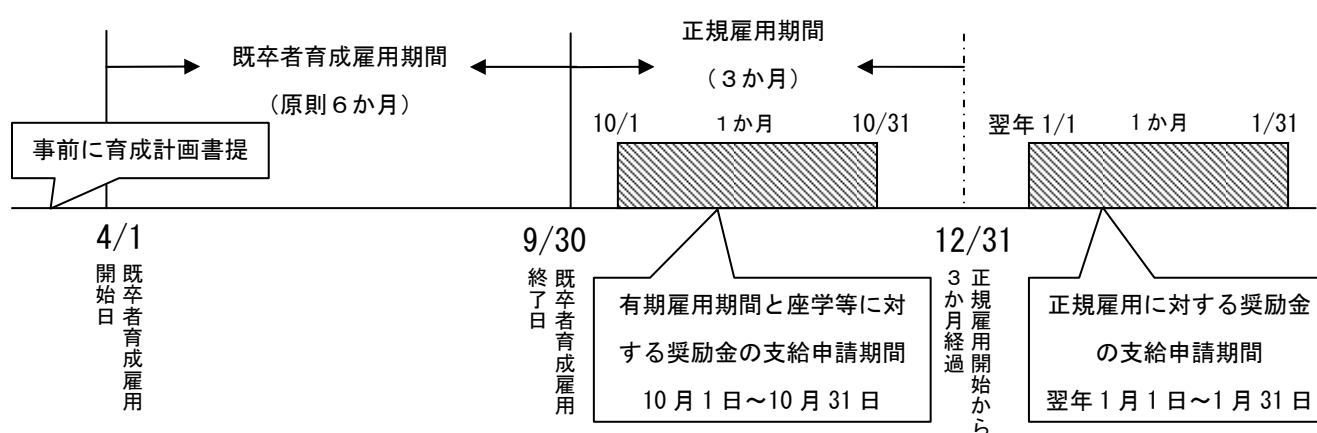 既卒者育成雇用期間
（原則６か月）
正規雇用期間
（３か月）
事前に育成計画書提
10/1 １か月 10/31
翌年 1/1 １か月 1/31
4/1
既卒者育成雇用
開始日
9/30
既卒者育成雇用
終了日
12/31
正規雇用開始から
３か月経過
有期雇用期間と座学等に対
する奨励金の支給申請期間
10 月 1 日～10 月 31 日
正規雇用に対する奨励金
の支給申請期間
翌年 1 月 1 日～1 月 31 日